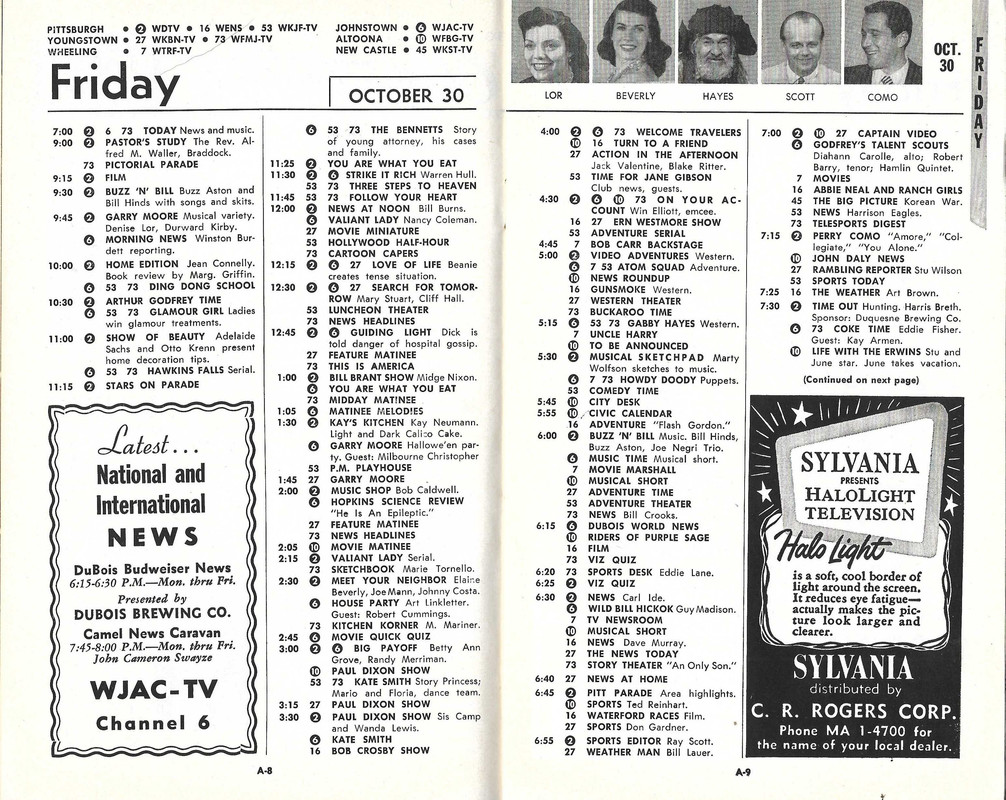 PITTSBURGH • 2 WDTV • 16 WENS • 53 WKJF-TV
YOUNGSTOWN • 27 WKBN-TV • 73 WFMJ-TV
WHEELING • 7 WTRF-TV
JOHNSTOWN • 6 WJAC-TV
ALTOONA • 10 WFBG-TV
NEW CASTLE • 45 WKST-TV
Friday
OCTOBER 30
7:00 2 6 73 TODAY News and music.
9:00 2 PASTOR'S STUDY The Rev. Al-
fred M. Waller, Braddock.
73 PICTORIAL PARADE
9:15 2 FILM
9:30 2 BUZZ 'N' BILL Buzz Aston and
Bill Hinds with songs and skits.
9:45 2 GARRY MOORE Musical variety.
Denise Lor, Durward Kirby.
6 MORNING NEWS Winston Bur-
dett reporting.
10:00 2 HOME EDITION Jean Connelly.
Book review by Marg. Griffin.
6 53 73 DING DONG SCHOOL
10:30 2 ARTHUR GODFREY TIME
6 53 73 GLAMOUR GIRL Ladies
win glamour treatments.
11:00 2 SHOW OF BEAUTY Adelaide
Sachs and Otto Krenn present
home decoration tips.
6 53 73 HAWKINS FALLS Serial.
11:15 2 STARS ON PARADE
Latest...
National and
International
NEWS
DuBois Budweiser News
6:15-6:30 P.M.—Mon. thru Fri.
Presented by
DUBOIS BREWING CO.
Camel News Caravan
7:45-8:00 P.M.—Mon. thru Fri.
John Cameron Swayze
WJAC-TV
Channel 6
6 53 73 THE BENNETTS Story
of young attorney, his cases
and family.
11:25 2 YOU ARE WHAT YOU EAT
11:30 2 6 STRIKE IT RICH Warren Hull.
53 73 THREE STEPS TO HEAVEN
11:45 53 73 FOLLOW YOUR HEART
12:00 2 NEWS AT NOON Bill Burns.
6 VALIANT LADY Nancy Coleman.
27 MOVIE MINIATURE
53 HOLLYWOOD HALF-HOUR
73 CARTOON CAPERS
12:15 2 6 27 LOVE OF LIFE Beanie
creates tense situation.
12:30 2 6 27 SEARCH FOR TOMOR-
ROW Mary Stuart, Cliff Hall.
53 LUNCHEON THEATER
73 NEWS HEADLINES
12:45 2 6 GUIDING LIGHT Dick is
told danger of hospital gossip.
27 FEATURE MATINEE
73 THIS IS AMERICA
1:00 2 BILL BRANT SHOW Midge Nixon.
6 YOU ARE WHAT YOU EAT
73 MIDDAY MATINEE
1:05 6 MATINEE MELODIES
1:30 2 KAY'S KITCHEN Kay Neumann.
Light and Dark Calico Cake.
6 GARRY MOORE Hallowe'en par-
ty. Guest: Milbourne Christopher
53 P.M. PLAYHOUSE
1:45 27 GARRY MOORE
2:00 2 MUSIC SHOP Bob Caldwell.
6 HOPKINS SCIENCE REVIEW
"He Is An Epileptic."
27 FEATURE MATINEE
73 NEWS HEADLINES
2:05 10 MOVIE MATINEE
2:15 2 VALIANT LADY Serial.
73 SKETCHBOOK Marie Tornello.
2:30 2 MEET YOUR NEIGHBOR Elaine
Beverly, Joe Mann, Johnny Costa.
6 HOUSE PARTY Art Linkletter.
Guest: Robert Cummings.
73 KITCHEN KORNER M. Mariner.
2:45 6 MOVIE QUICK QUIZ
3:00 2 6 BIG PAYOFF Betty Ann
Grove, Randy Merriman.
10 PAUL DIXON SHOW
53 73 KATE SMITH Story Princess;
Mario and Floria, dance team.
3:15 27 PAUL DIXON SHOW
3:30 2 PAUL DIXON SHOW Sis Camp
and Wanda Lewis.
6 KATE SMITH
16 BOB CROSBY SHOW
A-8
LOR
BEVERLY
HAYES
SCOTT
COMO
OCT.
30
FRIDAY
4:00 2 6 73 WELCOME TRAVELERS
10 16 TURN TO A FRIEND
27 ACTION IN THE AFTERNOON
Jack Valentine, Blake Ritter.
53 TIME FOR JANE GIBSON
Club news, guests.
4:30 2 6 10 73 ON YOUR AC-
COUNT Win Elliott, emcee.
16 27 ERN WESTMORE SHOW
53 ADVENTURE SERIAL
4:45 7 BOB CARR BACKSTAGE
5:00 2 VIDEO ADVENTURES Western.
6 7 53 ATOM SQUAD Adventure.
10 NEWS ROUNDUP
16 GUNSMOKE Western.
27 WESTERN THEATER
73 BUCKAROO TIME
5:15 6 53 73 GABBY HAYES Western.
7 UNCLE HARRY
10 TO BE ANNOUNCED
5:30 2 MUSICAL SKETCHPAD Marty
Wolfson sketches to music.
6 7 73 HOWDY DOODY Puppets.
53 COMEDY TIME
5:45 10 CITY DESK
5:55 10 CIVIC CALENDAR
16 ADVENTURE "Flash Gordon."
6:00 2 BUZZ 'N' BILL Music. Bill Hinds,
Buzz Aston, Joe Negri Trio.
6 MUSIC TIME Musical short.
7 MOVIE MARSHALL
10 MUSICAL SHORT
27 ADVENTURE TIME
53 ADVENTURE THEATER
73 NEWS Bill Crooks.
6:15 6 DUBOIS WORLD NEWS
10 RIDERS OF PURPLE SAGE
16 FILM
73 VIZ QUIZ
6:20 73 SPORTS DESK Eddie Lane.
6:25 2 VIZ QUIZ
6:30 2 NEWS Carl Ide.
6 WILD BILL HICKOK Guy Madison.
7 TV NEWSROOM
10 MUSICAL SHORT
16 NEWS Dave Murray.
27 THE NEWS TODAY
73 STORY THEATER "An Only Son."
6:40 27 NEWS AT HOME
6:45 2 PITT PARADE Area highlights.
10 SPORTS Ted Reinhart.
16 WATERFORD RACES Film.
27 SPORTS Don Gardner.
6:55 2 SPORTS EDITOR Ray Scott.
27 WEATHER MAN Bill Lauer.
7:00 2 10 27 CAPTAIN VIDEO
6 GODFREY'S TALENT SCOUTS
Diahann Carolle, alto; Robert
Barry, tenor; Hamlin Quintet.
7 MOVIES
16 ABBIE NEAL AND RANCH GIRLS
45 THE BIG PICTURE Korean War.
53 NEWS Harrison Eagles.
73 TELESPORTS DIGEST
7:15 2 PERRY COMO "Amore," "Col-
legiate," "You Alone."
10 JOHN DALY NEWS
27 RAMBLING REPORTER Stu Wilson
53 SPORTS TODAY
7:25 16 THE WEATHER Art Brown.
7:30 2 TIME OUT Hunting. Harris Breth.
Sponsor: Duquesne Brewing Co.
6 73 COKE TIME Eddie Fisher.
Guest: Kay Armen.
10 LIFE WITH THE ERWINS Stu and
June star. June takes vacation.
(Continued on next page)
SYLVANIA
PRESENTS
HALOLIGHT
TELEVISION
Halo Light
is a soft, cool border of
light around the screen.
It reduces eye fatigue—
actually makes the pic-
ture look larger and
clearer.
SYLVANIA
distributed by
C. R. ROGERS CORP.
Phone MA 1-4700 for
the name of your local dealer.
A-9